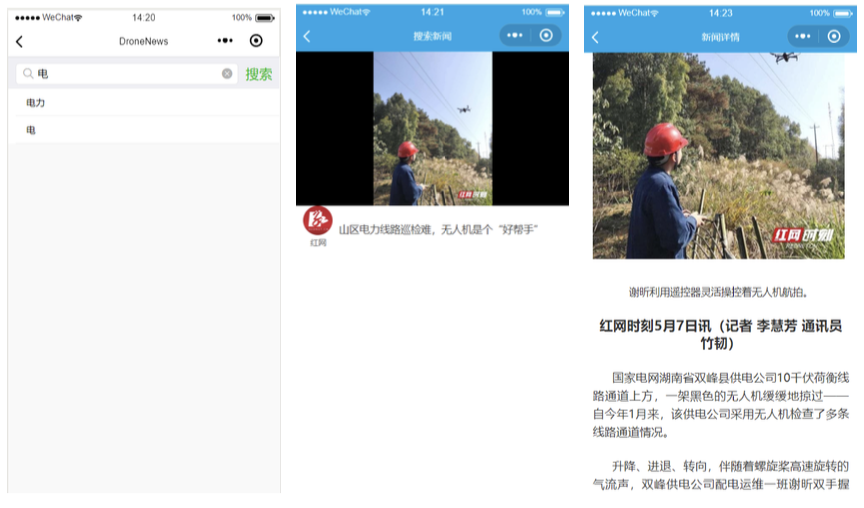 WeChat
14:20
100%
DroneNews
电
搜索
电力
电
WeChat
14:21
100%
搜索新闻
红网时刻
红网
山区电力线路巡检难，无人机是个“好帮手”
WeChat
14:23
100%
新闻详情
红网时刻
谢昕利用遥控器灵活操控着无人机航拍。
红网时刻5月7日讯（记者 李慧芳 通讯员
竹韧）
国家电网湖南省双峰县供电公司10千伏荷衡线
路通道上方，一架黑色的无人机缓缓地掠过——
自今年1月来，该供电公司采用无人机检查了多条
线路通道情况。
升降、进退、转向，伴随着螺旋桨高速旋转的
气流声，双峰供电公司配电运维一班谢昕双手握